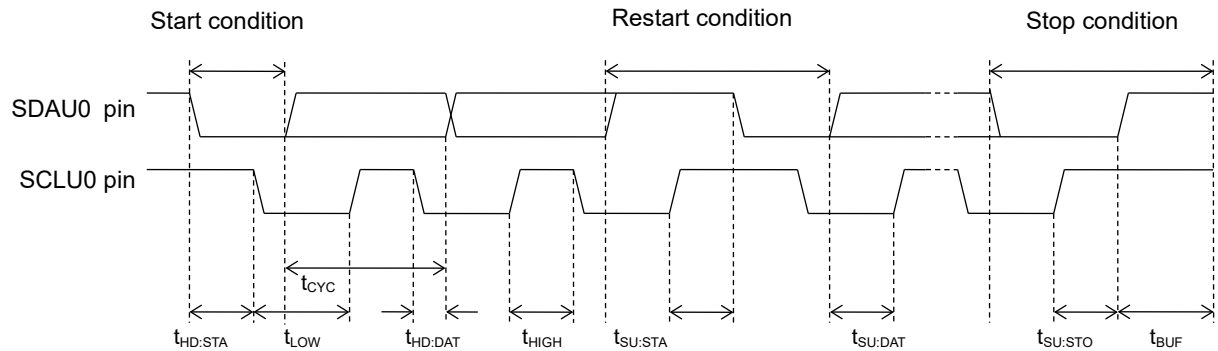 Start condition
Restart condition
Stop condition
SDAU0 pin
SCLU0 pin
tCYC
tHD:STA
tLOW
tHD:DAT
tHIGH
tSU:STA
tSU:DAT
tSU:STO
tBUF